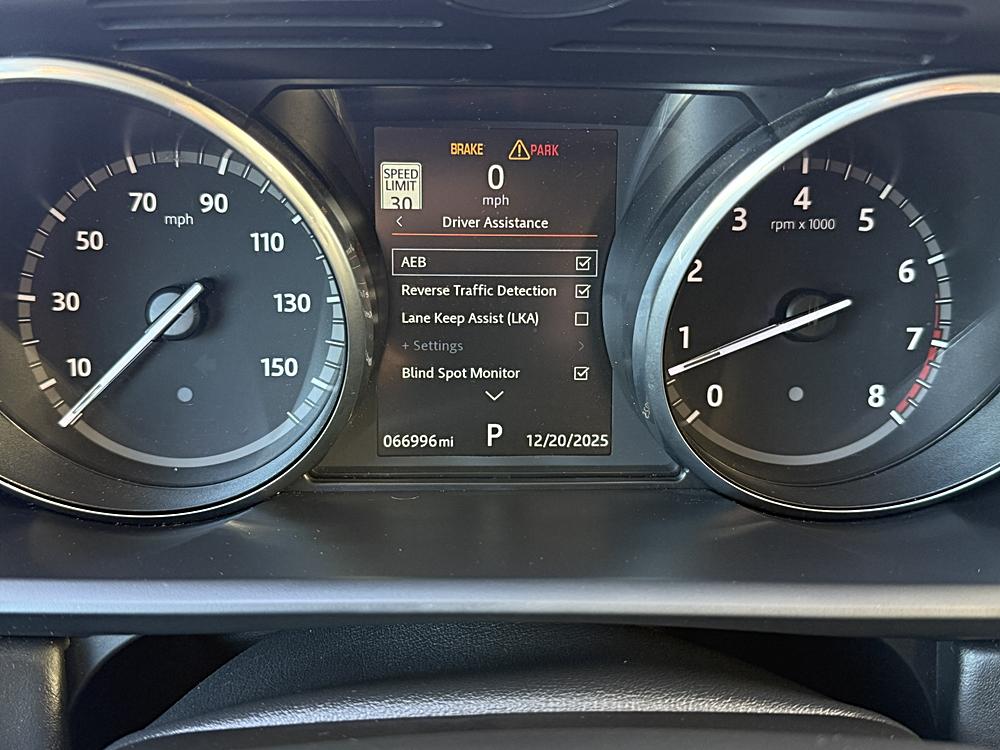 70
90
mph
50
110
30
130
10
150
BRAKE
PARK
SPEED
LIMIT
30
0
mph
Driver Assistance
AEB
Reverse Traffic Detection
Lane Keep Assist (LKA)
+ Settings
Blind Spot Monitor
066996 mi
P
12/20/2025
4
3
5
rpm x 1000
2
6
1
7
0
8